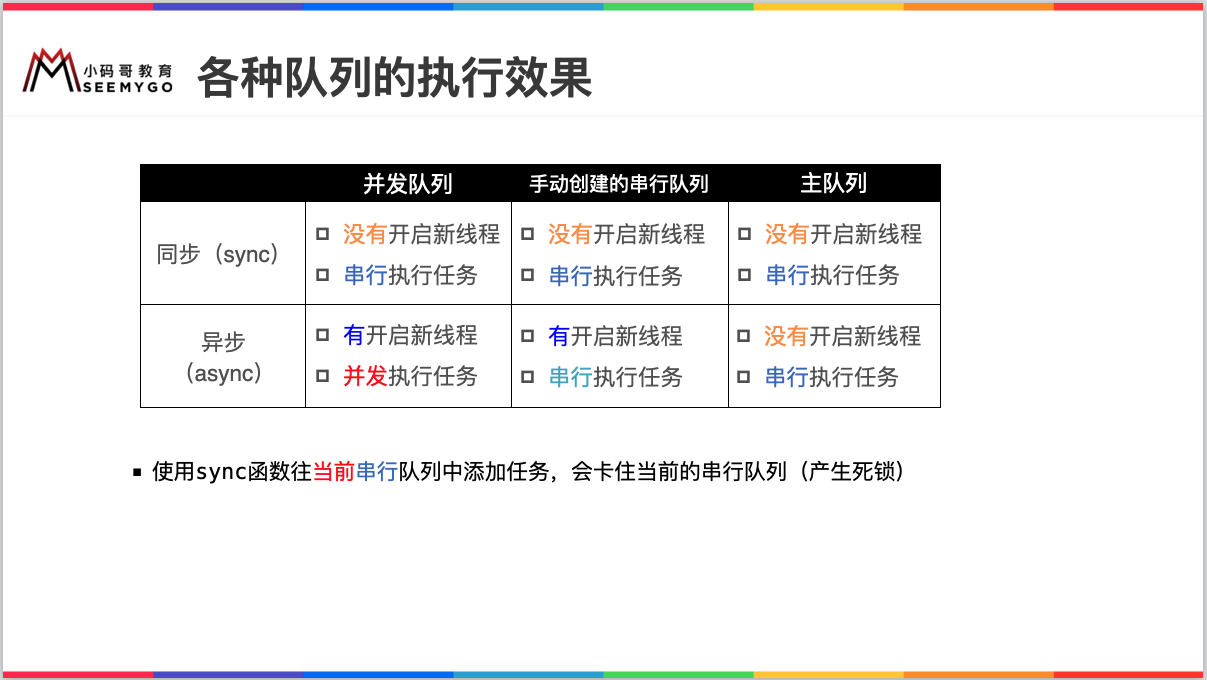 小码哥教育
SEEMYGO
各种队列的执行效果
并发队列 手动创建的串行队列 主队列
同步（sync）
没有开启新线程
串行执行任务
没有开启新线程
串行执行任务
没有开启新线程
串行执行任务
异步
（async）
有开启新线程
并发执行任务
有开启新线程
串行执行任务
没有开启新线程
串行执行任务
使用sync函数往当前串行队列中添加任务，会卡住当前的串行队列（产生死锁）